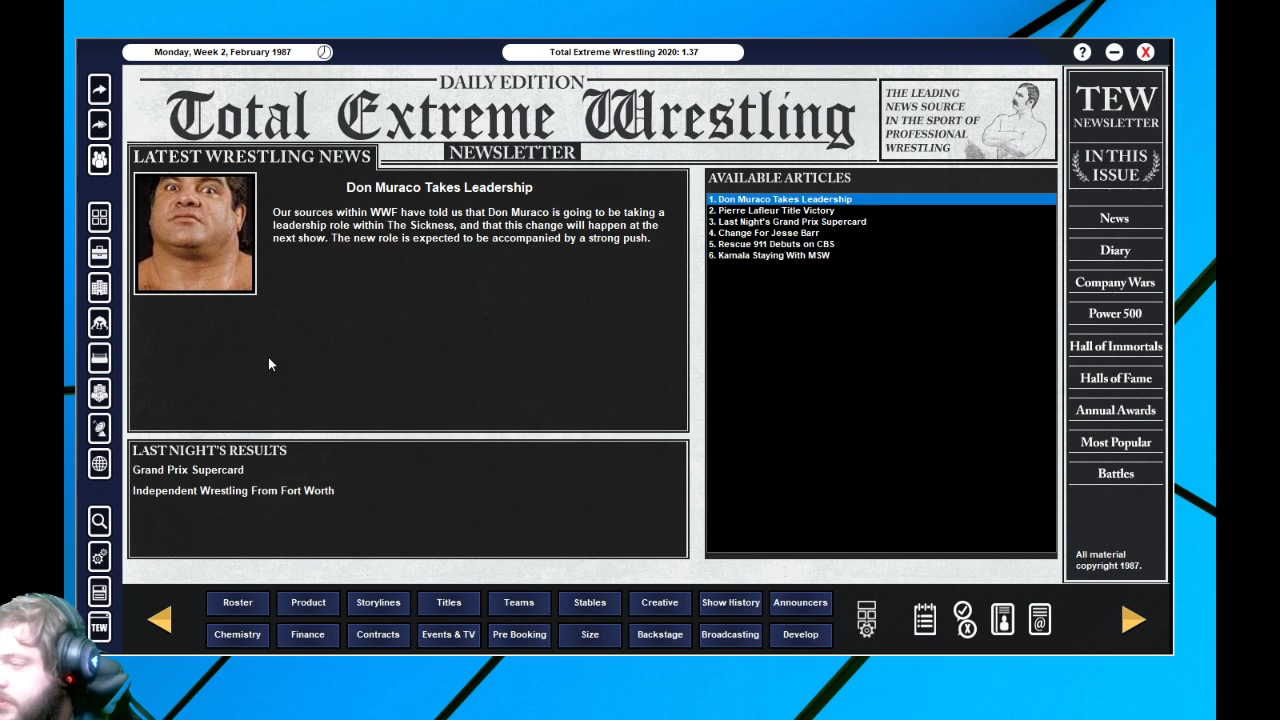 Monday, Week 2, February 1987
Total Extreme Wrestling 2020: 1.37
?
X
DAILY EDITION
Total Extreme Wrestling
NEWSLETTER
THE LEADING
NEWS SOURCE
IN THE SPORT OF
PROFESSIONAL
WRESTLING
TEW
NEWSLETTER
IN THIS
ISSUE
LATEST WRESTLING NEWS
Don Muraco Takes Leadership
Our sources within WWF have told us that Don Muraco is going to be taking a
leadership role within The Sickness, and that this change will happen at the
next show. The new role is expected to be accompanied by a strong push.
AVAILABLE ARTICLES
1. Don Muraco Takes Leadership
2. Pierre Lafleur Title Victory
3. Last Night's Grand Prix Supercard
4. Change For Jesse Barr
5. Rescue 911 Debuts on CBS
6. Kamala Staying With MSW
News
Diary
Company Wars
Power 500
Hall of Immortals
Halls of Fame
Annual Awards
Most Popular
Battles
All material
copyright 1987.
LAST NIGHT'S RESULTS
Grand Prix Supercard
Independent Wrestling From Fort Worth
TEW
Roster
Product
Storylines
Titles
Teams
Stables
Creative
Show History
Announcers
Chemistry
Finance
Contracts
Events & TV
Pre Booking
Size
Backstage
Broadcasting
Develop
@